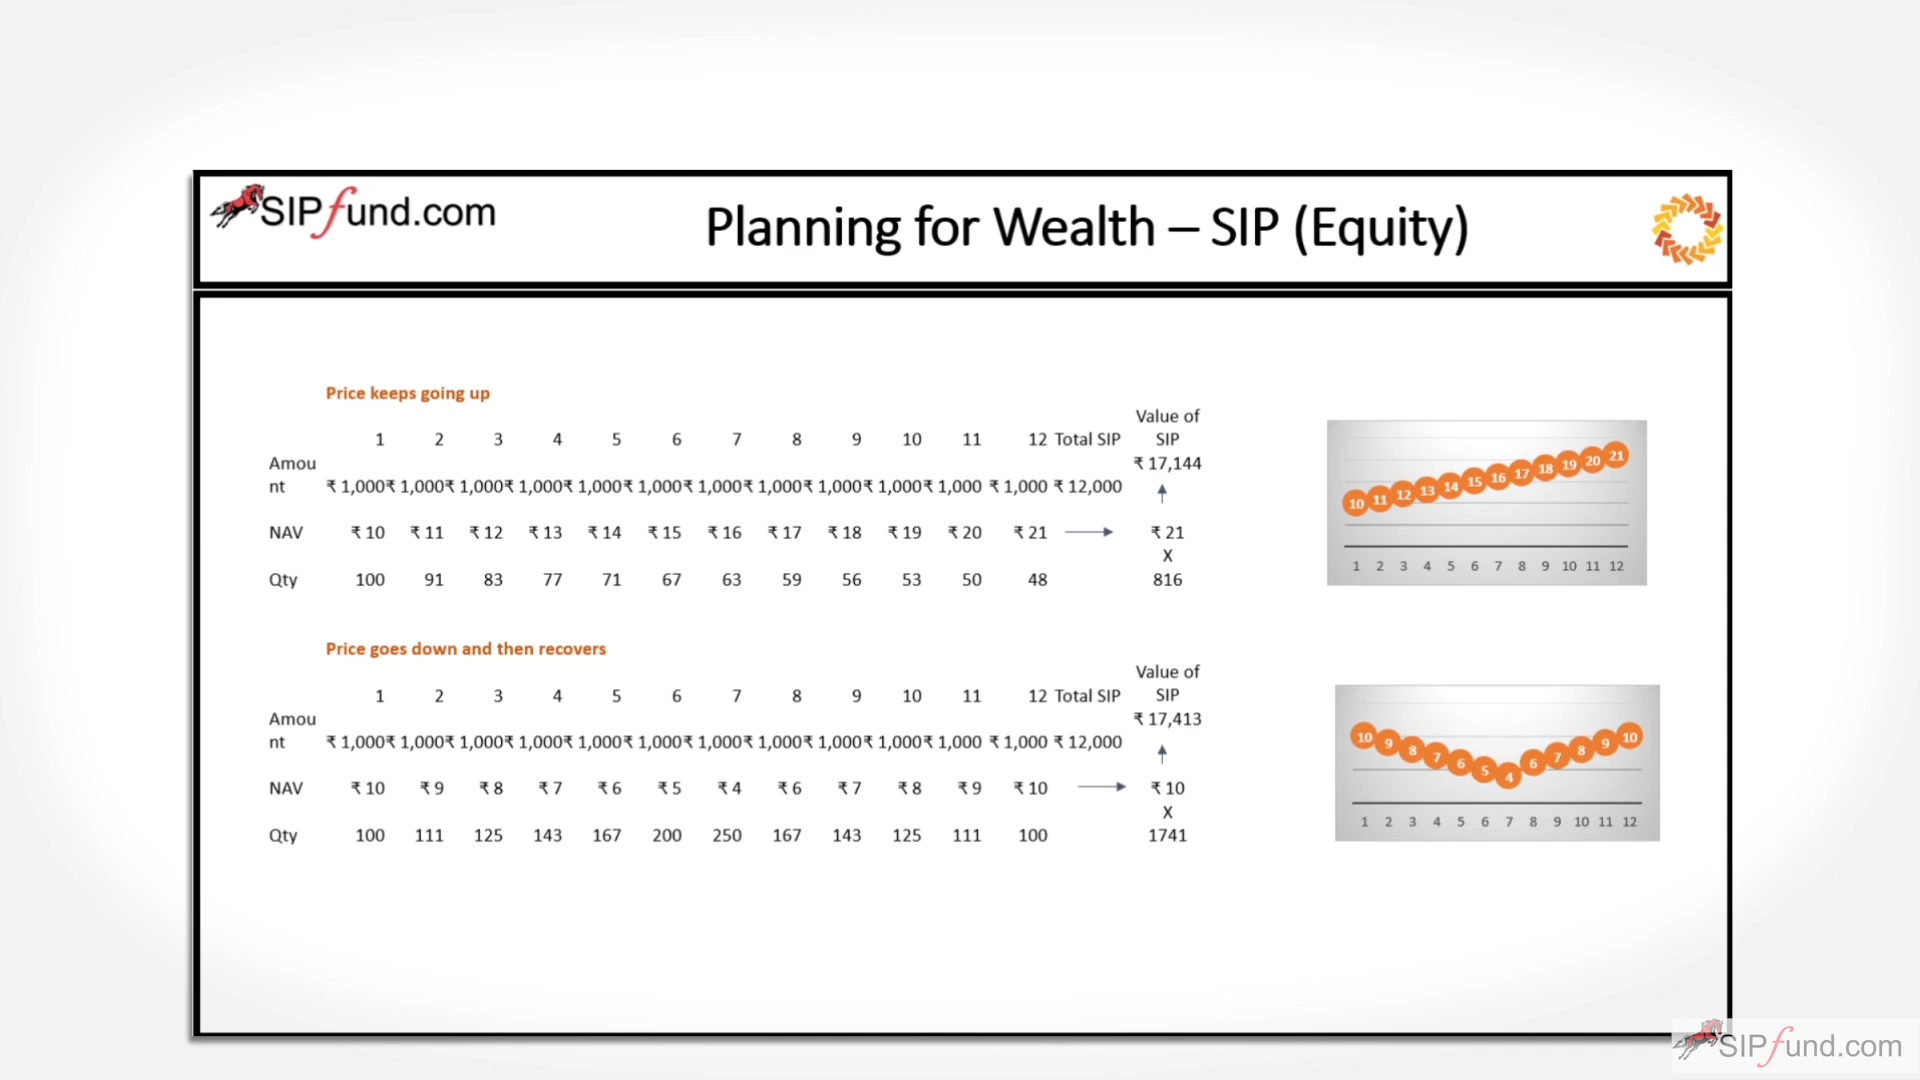 SIPfund.com
Planning for Wealth – SIP (Equity)
Price keeps going up
Value of
1 2 3 4 5 6 7 8 9 10 11 12 Total SIP SIP
Amou ₹ 17,144
nt ₹ 1,000 ₹ 1,000 ₹ 1,000 ₹ 1,000 ₹ 1,000 ₹ 1,000 ₹ 1,000 ₹ 1,000 ₹ 1,000 ₹ 1,000 ₹ 1,000 ₹ 1,000 ₹ 12,000
NAV ₹ 10 ₹ 11 ₹ 12 ₹ 13 ₹ 14 ₹ 15 ₹ 16 ₹ 17 ₹ 18 ₹ 19 ₹ 20 ₹ 21 ₹ 21
X
Qty 100 91 83 77 71 67 63 59 56 53 50 48 816
10 11 12 13 14 15 16 17 18 19 20 21
1 2 3 4 5 6 7 8 9 10 11 12
Price goes down and then recovers
Value of
1 2 3 4 5 6 7 8 9 10 11 12 Total SIP SIP
Amou ₹ 17,413
nt ₹ 1,000 ₹ 1,000 ₹ 1,000 ₹ 1,000 ₹ 1,000 ₹ 1,000 ₹ 1,000 ₹ 1,000 ₹ 1,000 ₹ 1,000 ₹ 1,000 ₹ 1,000 ₹ 12,000
NAV ₹ 10 ₹ 9 ₹ 8 ₹ 7 ₹ 6 ₹ 5 ₹ 4 ₹ 6 ₹ 7 ₹ 8 ₹ 9 ₹ 10 ₹ 10
X
Qty 100 111 125 143 167 200 250 167 143 125 111 100 1741
10 9 8 7 6 5 4 6 7 8 9 10
1 2 3 4 5 6 7 8 9 10 11 12
SIPfund.com